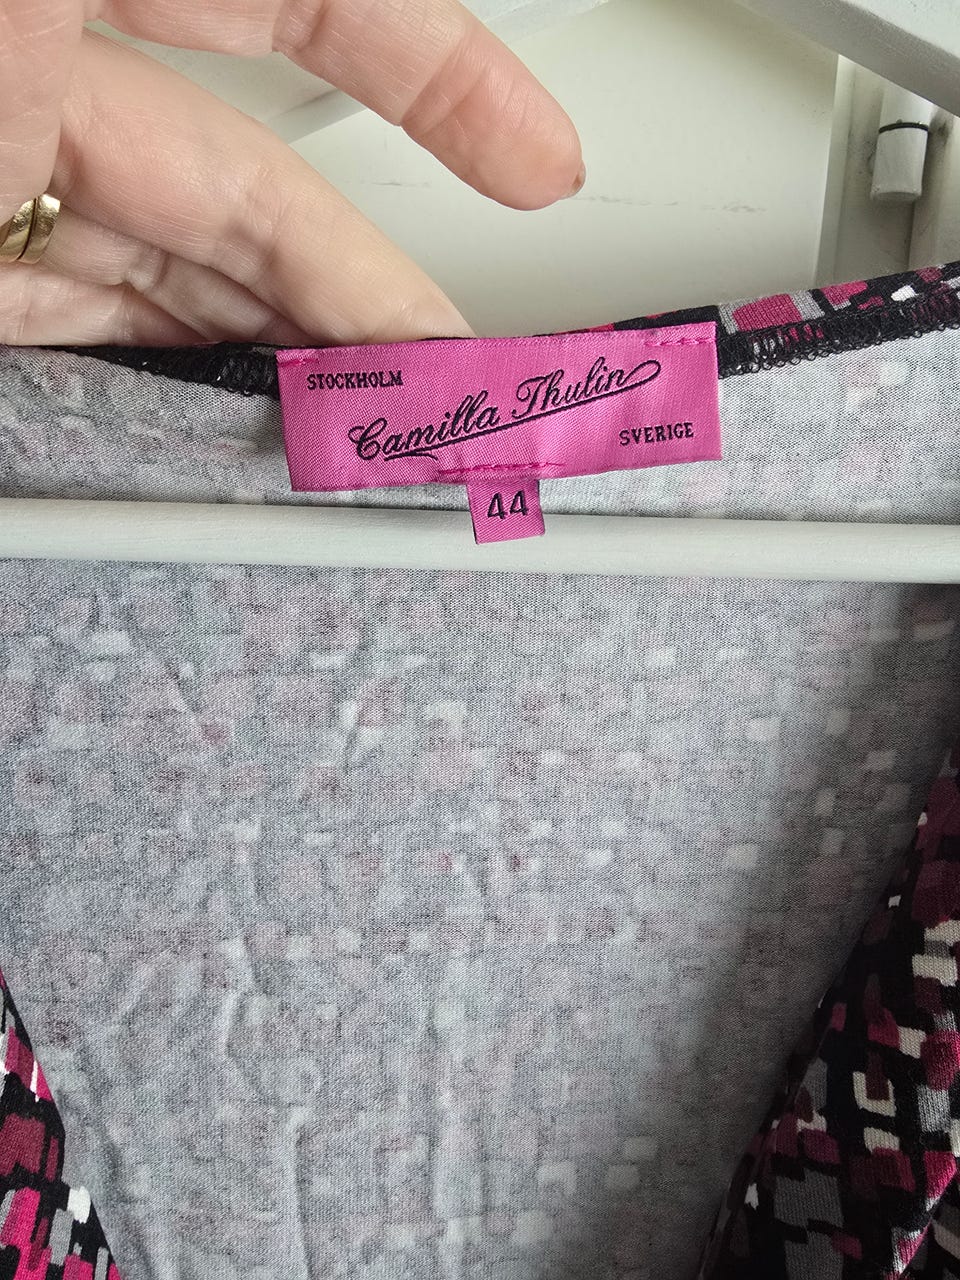 STOCKHOLM
Camilla Thulin
SVERIGE
44